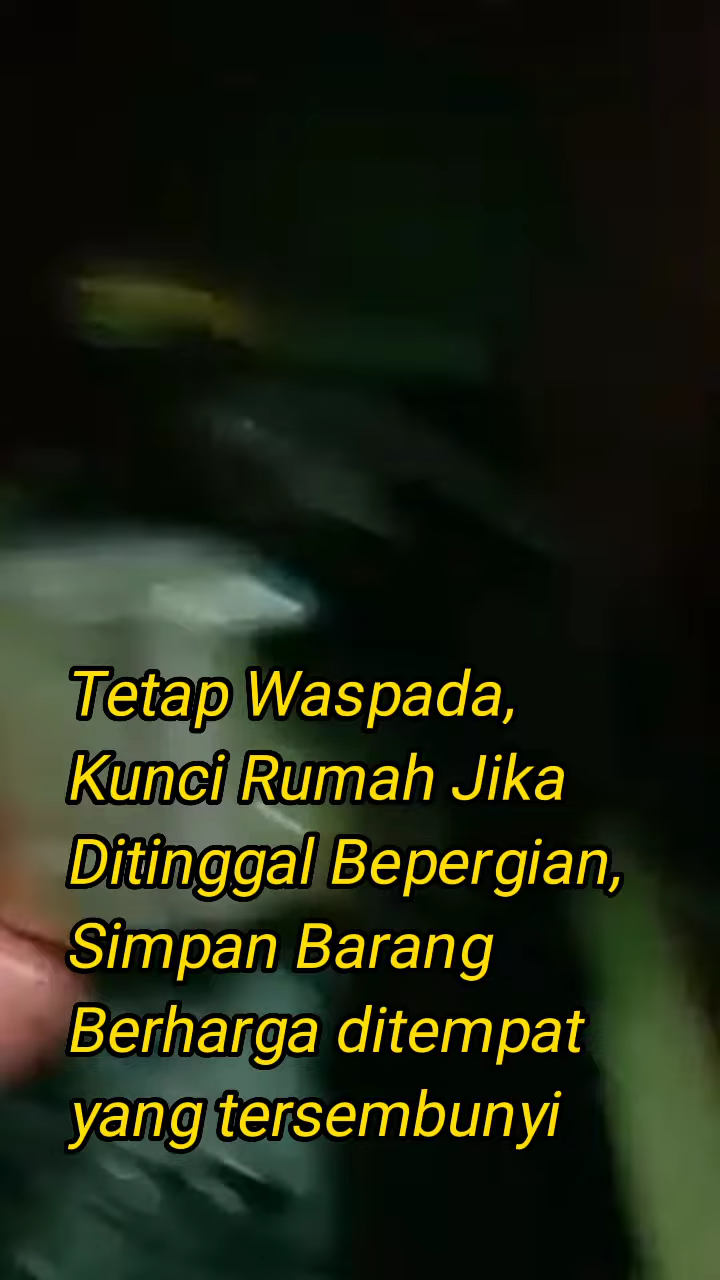 Tetap Waspada,
Kunci Rumah Jika
Ditinggal Bepergian,
Simpan Barang
Berharga ditempat
yang tersembunyi